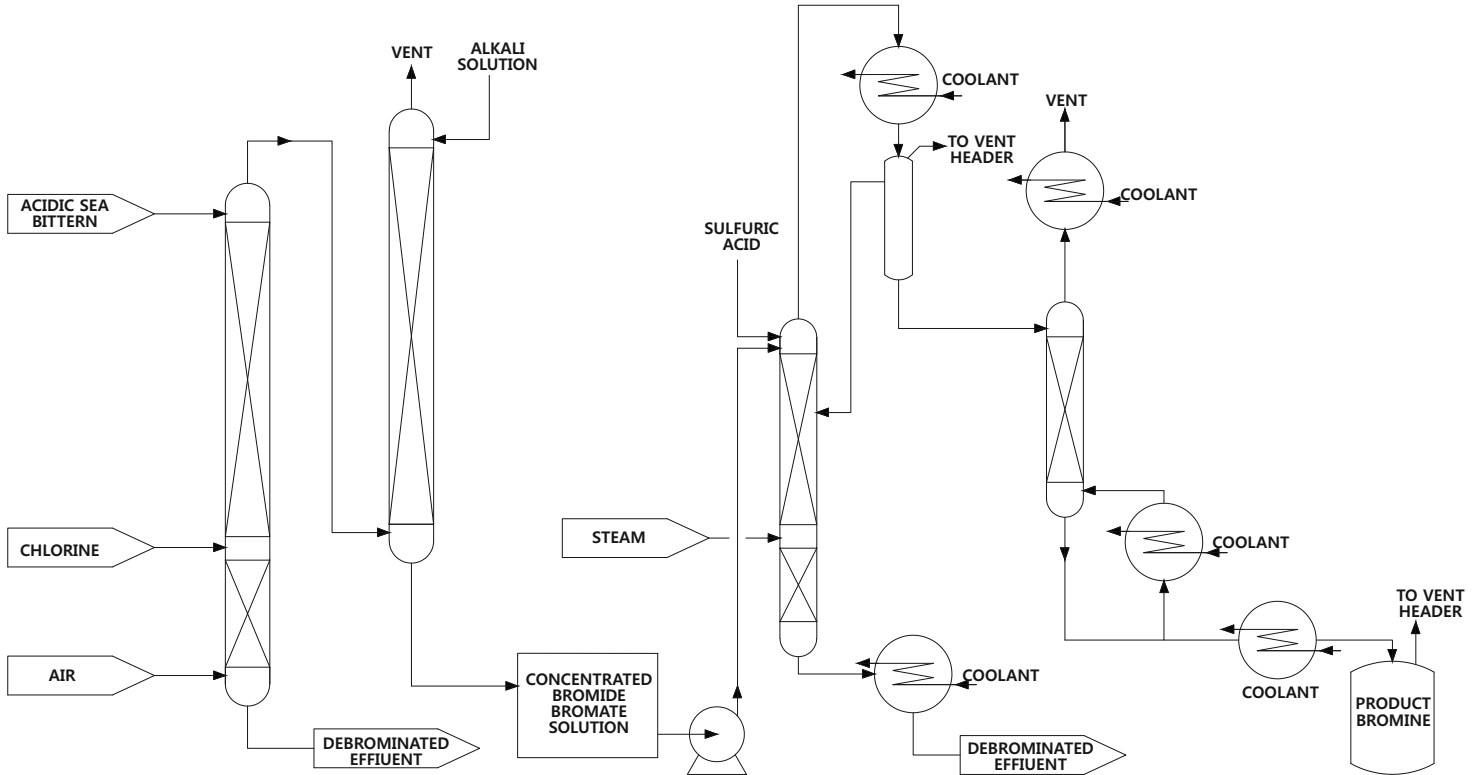 VENT
ALKALI
SOLUTION
ACIDIC SEA
BITTERN
CHLORINE
AIR
DEBROMINATED
EFFIUENT
CONCENTRATED
BROMIDE
BROMATE
SOLUTION
SULFURIC
ACID
STEAM
COOLANT
TO VENT
HEADER
VENT
COOLANT
COOLANT
COOLANT
DEBROMINATED
EFFIUENT
COOLANT
TO VENT
HEADER
PRODUCT
BROMINE